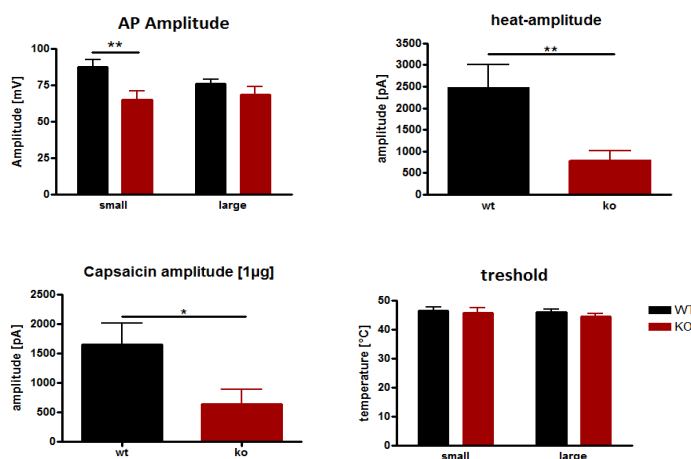 AP Amplitude
**
100
75
50
25
0
Amplitude [mV]
small large
heat-amplitude
**
3500
3000
2500
2000
1500
1000
500
0
amplitude [pA]
wt ko
Capsaicin amplitude [1µg]
*
2500
2000
1500
1000
500
0
amplitude [pA]
wt ko
treshold
50
40
30
20
10
0
temperature [°C]
small large
WT
KO